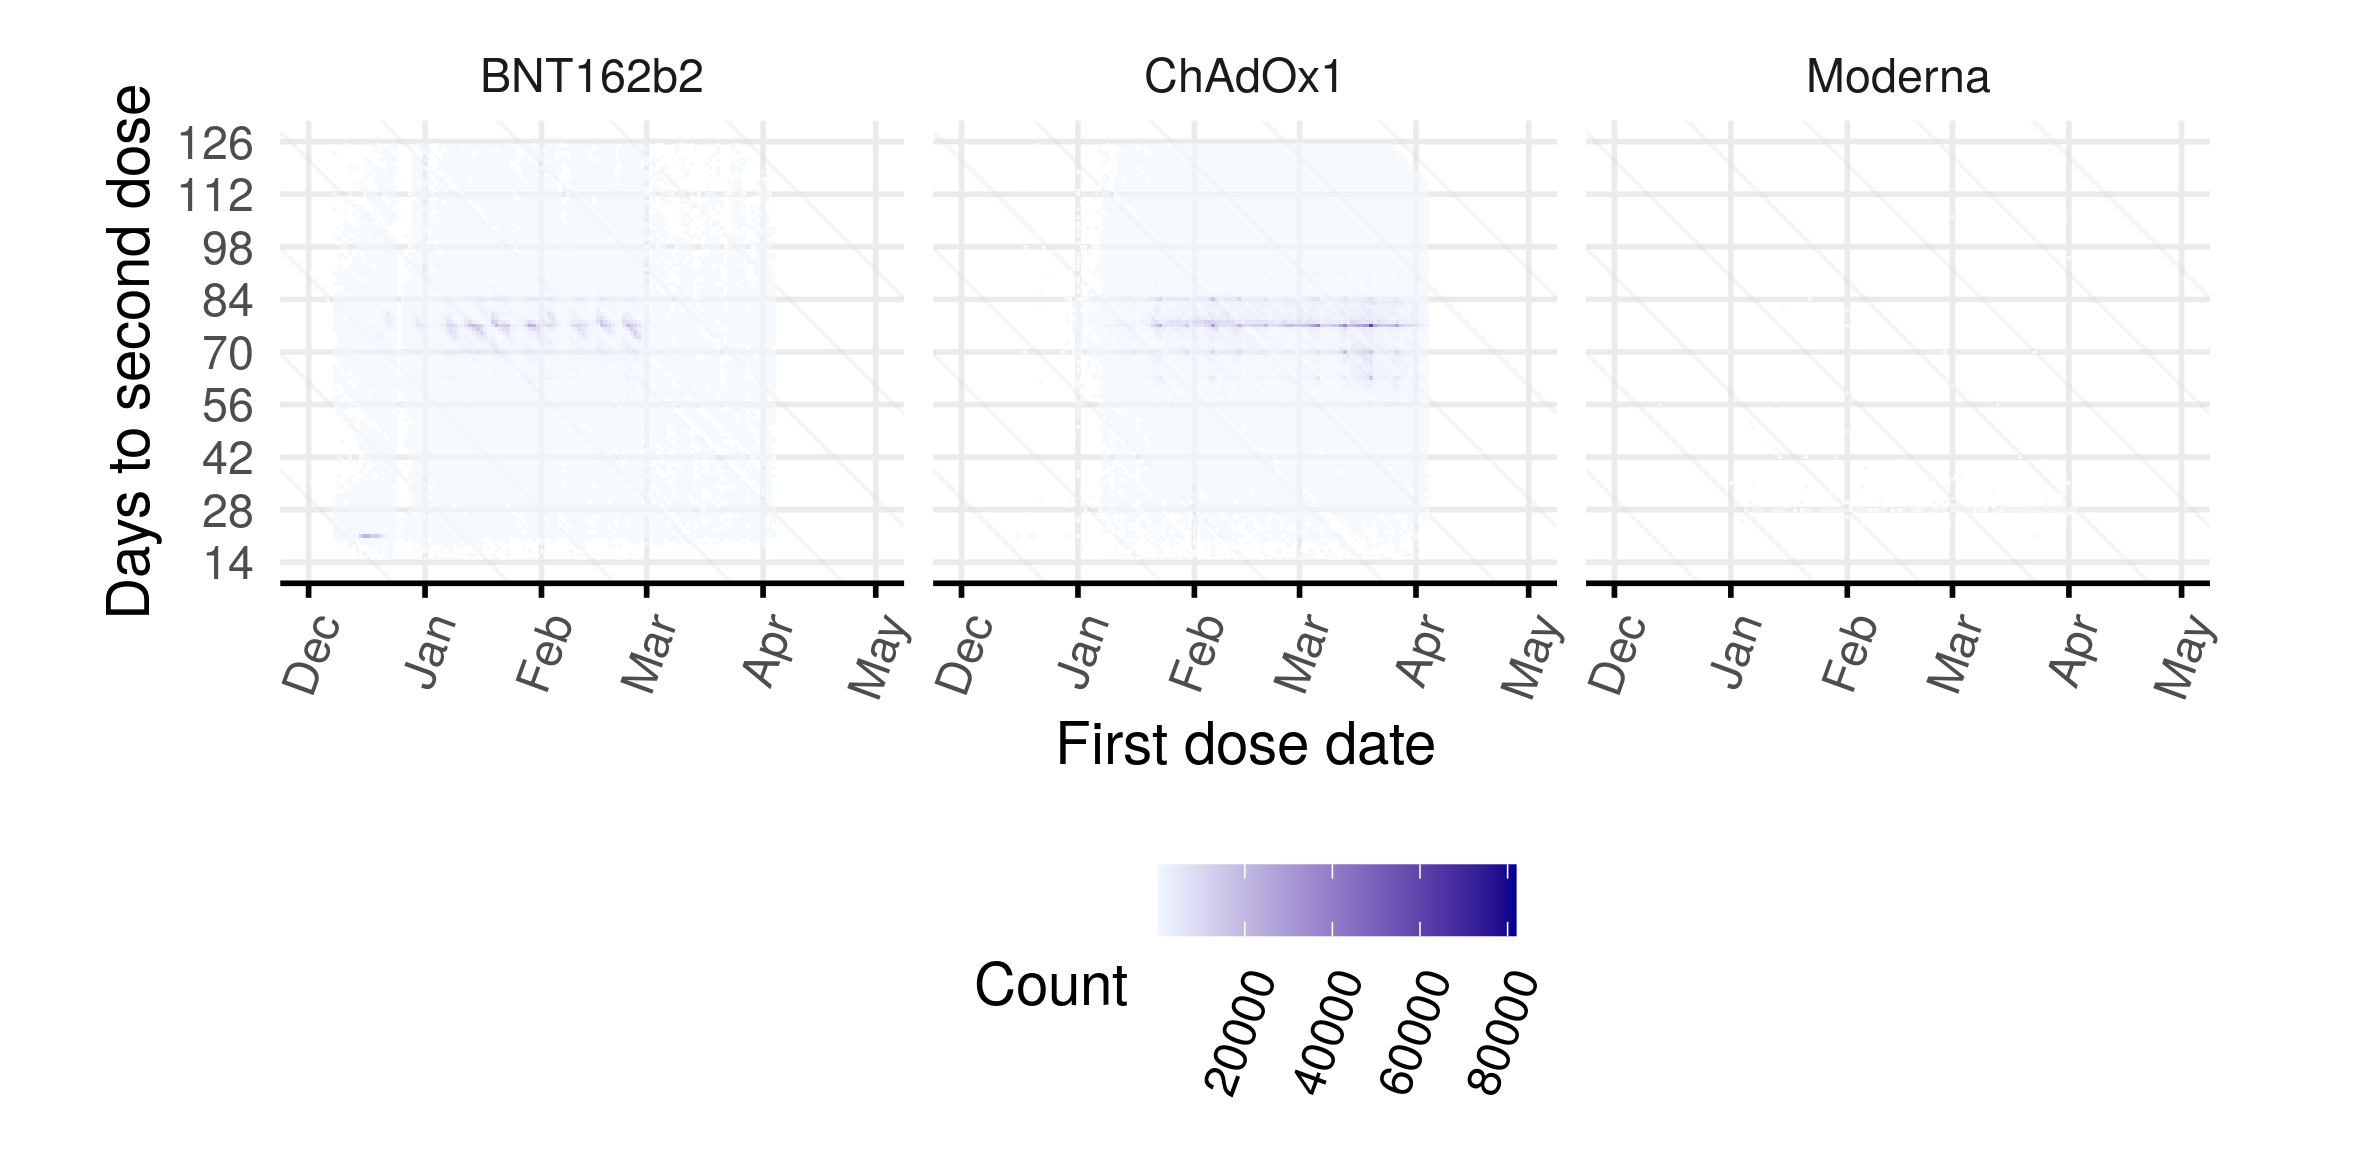 BNT162b2 ChAdOx1 Moderna
Days to second dose
126
112
98
84
70
56
42
28
14
Dec Jan Feb Mar Apr May Dec Jan Feb Mar Apr May Dec Jan Feb Mar Apr May
First dose date
Count
20000 40000 60000 80000